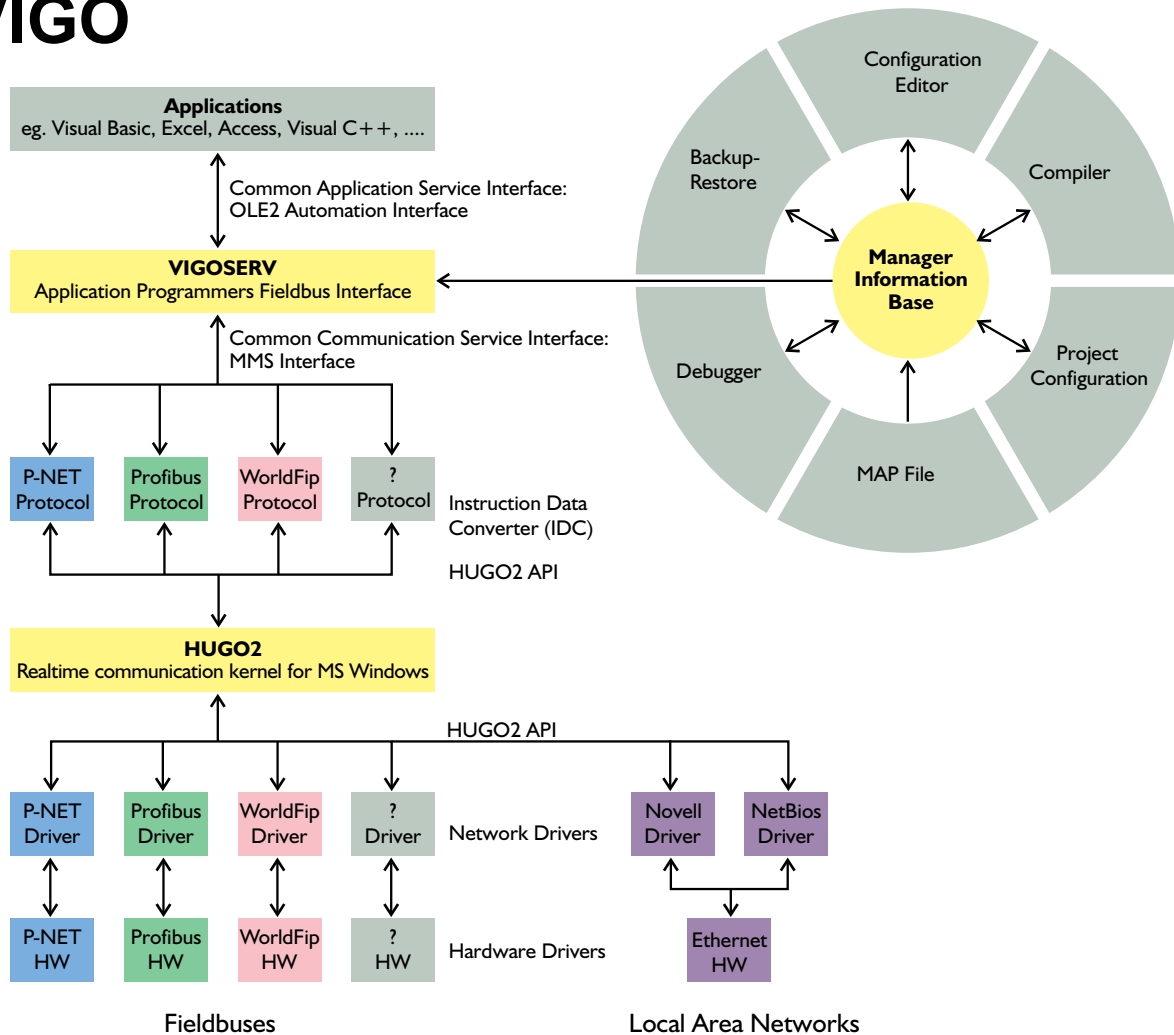 VIGO
Applications
eg. Visual Basic, Excel, Access, Visual C++, ....
Common Application Service Interface:
OLE2 Automation Interface
VIGOSERV
Application Programmers Fieldbus Interface
Common Communication Service Interface:
MMS Interface
P-NET
Protocol
Profibus
Protocol
WorldFip
Protocol
?
Protocol
Instruction Data
Converter (IDC)
HUGO2 API
HUGO2
Realtime communication kernel for MS Windows
HUGO2 API
P-NET
Driver
Profibus
Driver
WorldFip
Driver
?
Driver
Network Drivers
Novell
Driver
NetBios
Driver
P-NET
HW
Profibus
HW
WorldFip
HW
?
HW
Hardware Drivers
Ethernet
HW
Fieldbuses
Local Area Networks
Configuration
Editor
Backup-
Restore
Compiler
Manager
Information
Base
Debugger
Project
Configuration
MAP File